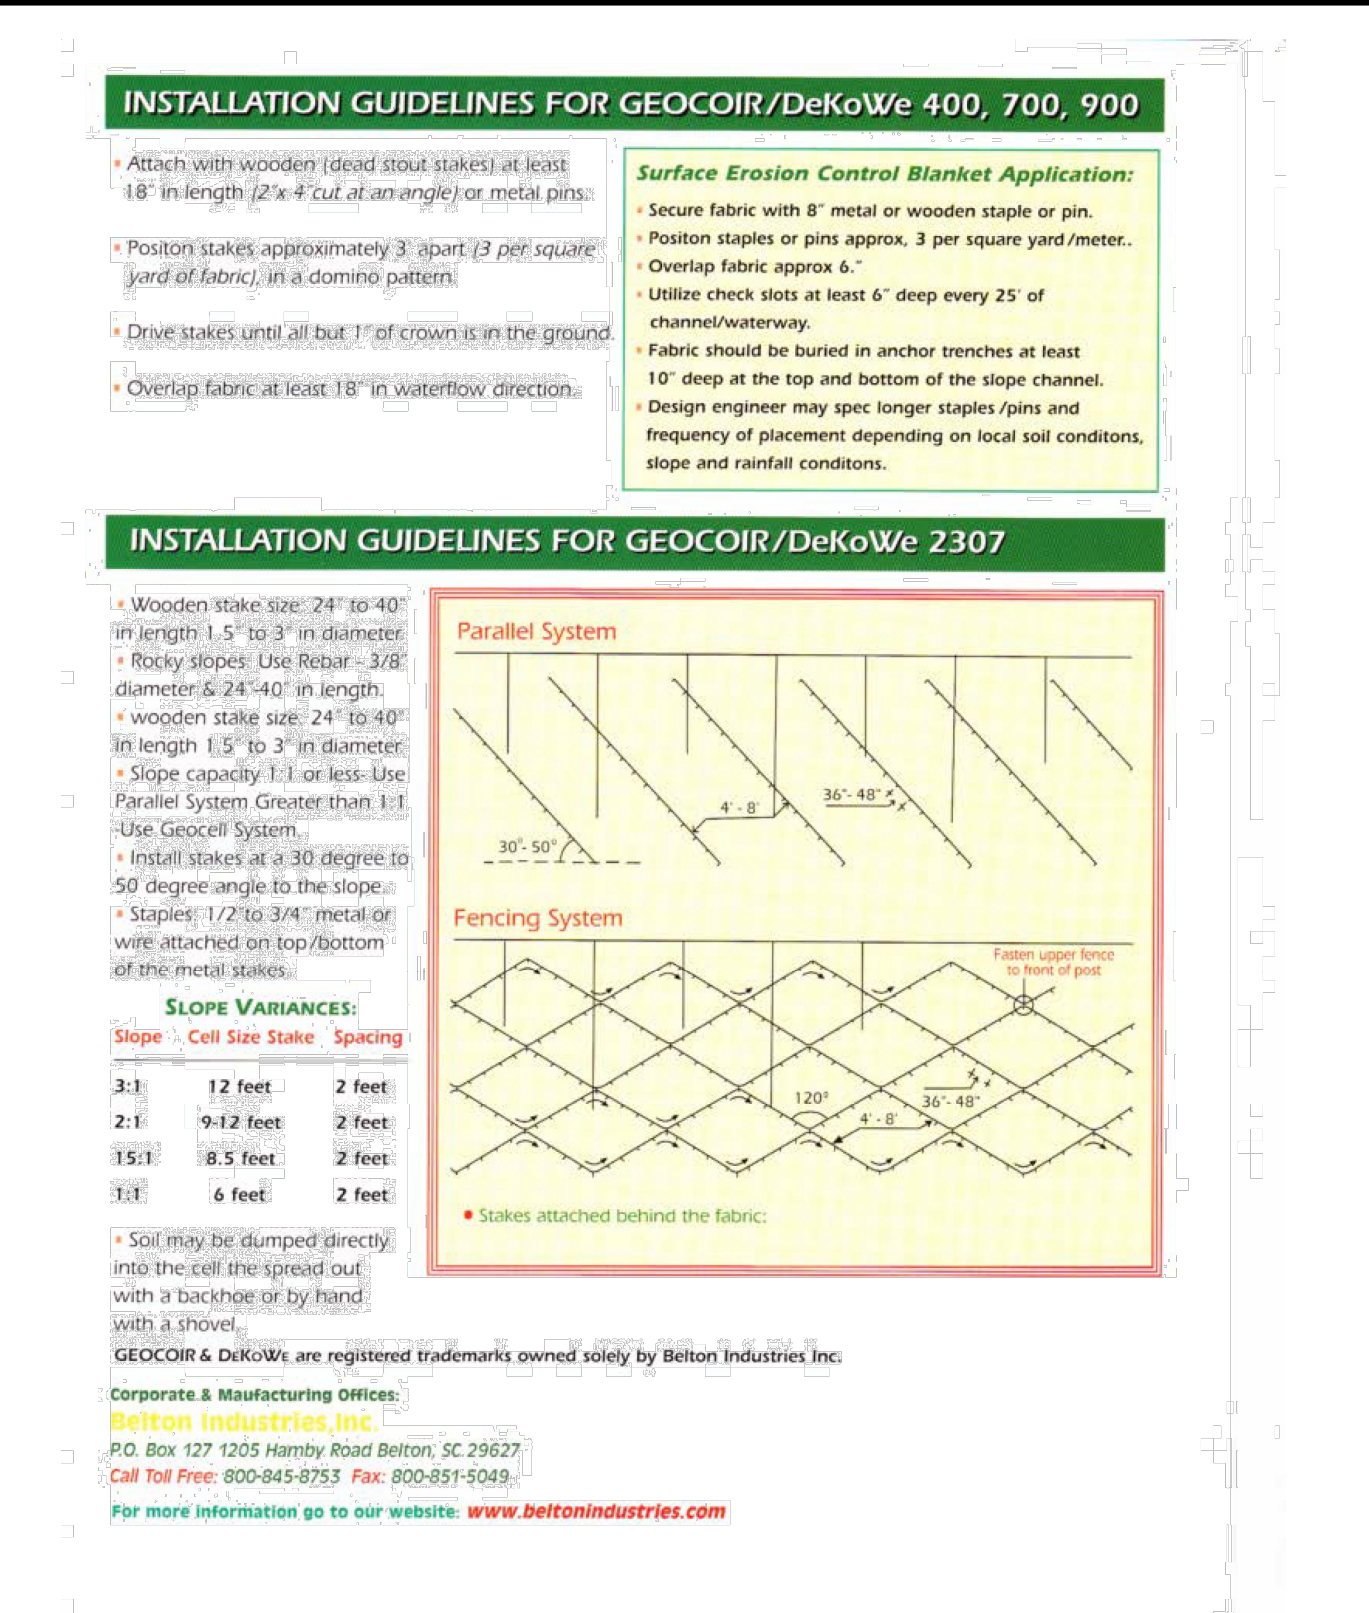 INSTALLATION GUIDELINES FOR GEOCOIR/DeKoWe 400, 700, 900
• Attach with wooden (dead stout stakes) at least
18" in length (2"x 4"cut at an angle) or metal pins.
• Positon stakes approximately 3' apart (3 per square
yard of fabric), in a domino pattern.
• Drive stakes until all but 1" of crown is in the ground.
• Overlap fabric at least 18" in waterflow direction.
Surface Erosion Control Blanket Application:
• Secure fabric with 8" metal or wooden staple or pin.
• Positon staples or pins approx, 3 per square yard/meter..
• Overlap fabric approx 6."
• Utilize check slots at least 6" deep every 25' of
channel/waterway.
• Fabric should be buried in anchor trenches at least
10" deep at the top and bottom of the slope channel.
• Design engineer may spec longer staples/pins and
frequency of placement depending on local soil conditons,
slope and rainfall conditons.
INSTALLATION GUIDELINES FOR GEOCOIR/DeKoWe 2307
• Wooden stake size: 24" to 40"
in length 1.5" to 3" in diameter.
• Rocky slopes: Use Rebar - 3/8"
diameter & 24"-40" in length.
• wooden stake size: 24" to 40"
in length 1.5" to 3" in diameter.
• Slope capacity 1:1 or less- Use
Parallel System Greater than 1:1
-Use Geocell System.
• Install stakes at a 30 degree to
50 degree angle to the slope.
• Staples: 1/2"to 3/4" metal or
wire attached on top/bottom
of the metal stakes.
SLOPE VARIANCES:
Slope Cell Size Stake Spacing
3:1 12 feet 2 feet
2:1 9-12 feet 2 feet
15:1 8.5 feet 2 feet
1:1 6 feet 2 feet
• Soil may be dumped directly
into the cell the spread out
with a backhoe or by hand
with a shovel.
Parallel System
36"- 48"
4' - 8'
30°- 50°
Fencing System
Fasten upper fence
to front of post
120°
36"- 48"
4' - 8'
• Stakes attached behind the fabric:
GEOCOIR & DEKOWE are registered trademarks owned solely by Belton Industries Inc.
Corporate & Maufacturing Offices:
Belton Industries,Inc.
P.O. Box 127 1205 Hamby Road Belton, SC 29627
Call Toll Free: 800-845-8753 Fax: 800-851-5049
For more information go to our website: www.beltonindustries.com